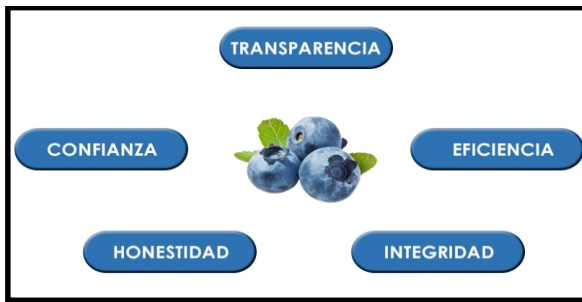 TRANSPARENCIA
CONFIANZA
EFICIENCIA
HONESTIDAD
INTEGRIDAD